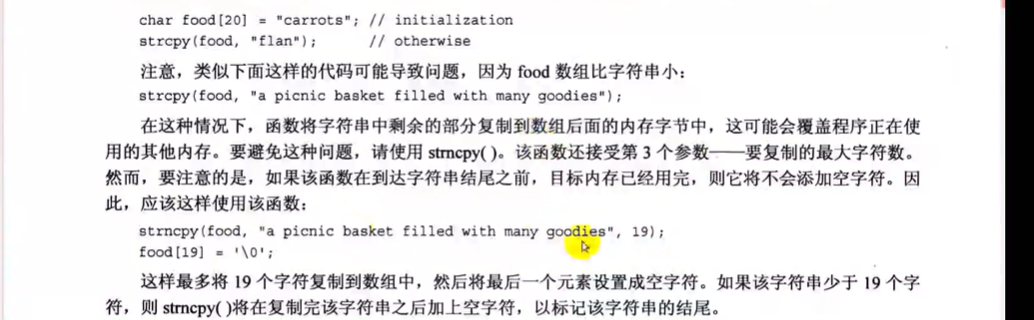 char food[20] = "carrots"; // initialization
strcpy(food, "flan");      // otherwise
注意，类似下面这样的代码可能导致问题，因为 food 数组比字符串小：
strcpy(food, "a picnic basket filled with many goodies");
在这种情况下，函数将字符串中剩余的部分复制到数组后面的内存字节中，这可能会覆盖程序正在使
用的其他内存。要避免这种问题，请使用 strncpy( )。该函数还接受第 3 个参数——要复制的最大字符数。
然而，要注意的是，如果该函数在到达字符串结尾之前，目标内存已经用完，则它将不会添加空字符。因
此，应该这样使用该函数：
strncpy(food, "a picnic basket filled with many goodies", 19);
food[19] = '\0';
这样最多将 19 个字符复制到数组中，然后将最后一个元素设置成空字符。如果该字符串少于 19 个字
符，则 strncpy( )将在复制完该字符串之后加上空字符，以标记该字符串的结尾。